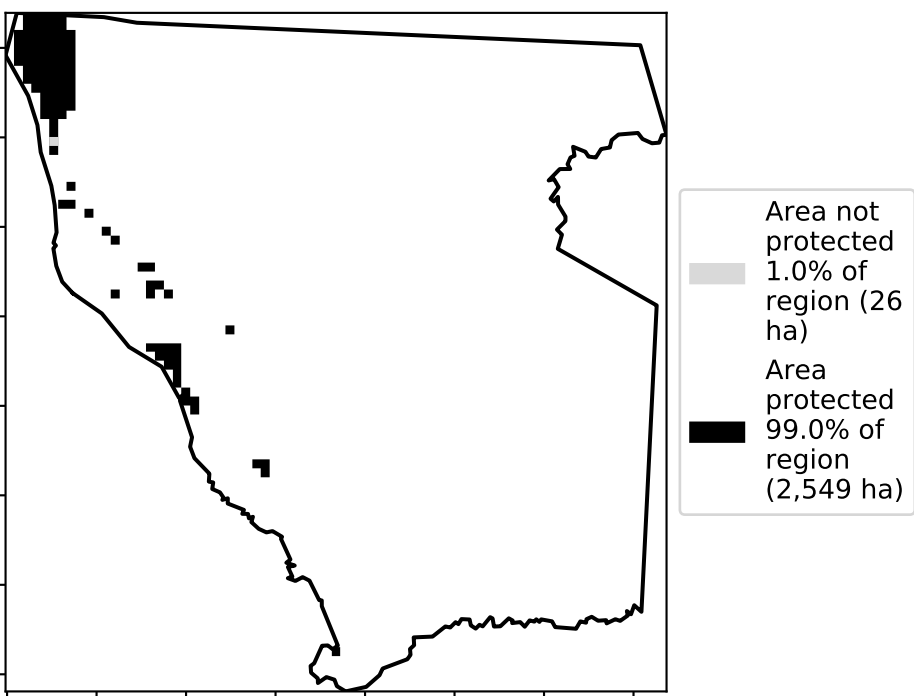 Area not
protected
1.0% of
region (26
ha)
Area
protected
99.0% of
region
(2,549 ha)